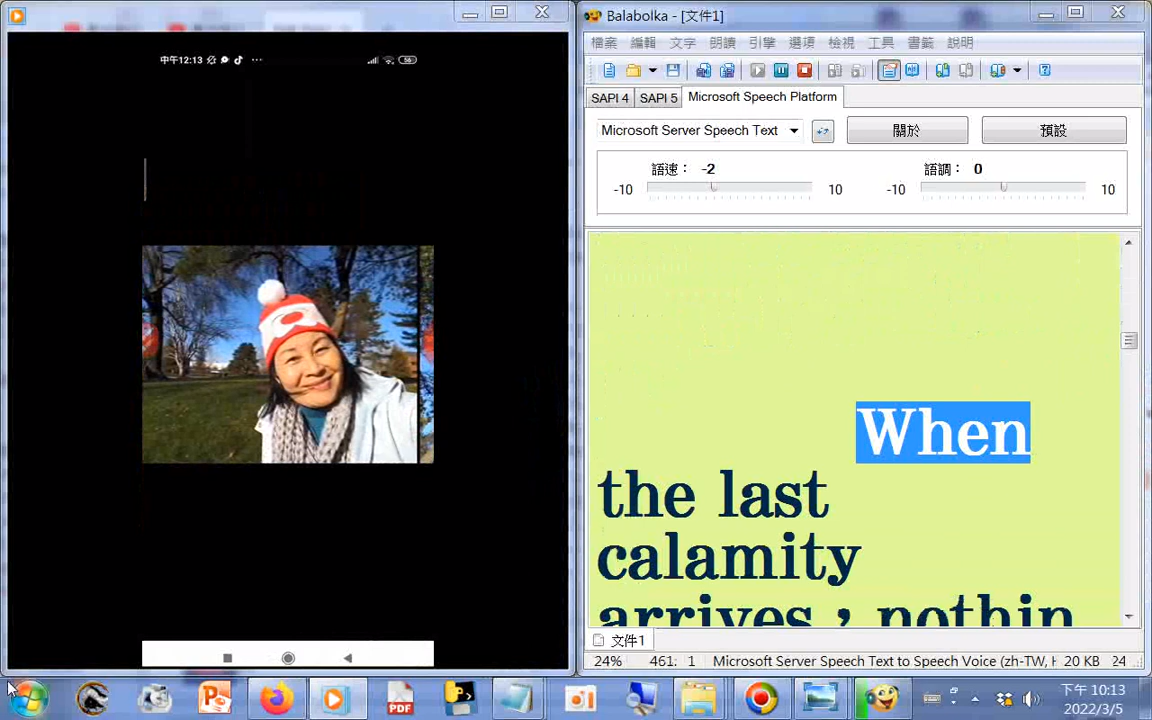 中午12:13
56
Balabolka - [文件1]
檔案 編輯 文字 朗讀 引擎 選項 檢視 工具 書籤 說明
SAPI 4 SAPI 5 Microsoft Speech Platform
Microsoft Server Speech Text 關於 預設
語速： -2 語調： 0
-10 10 -10 10
When
the last
calamity
arrives，nothin
文件1
24% 461: 1 Microsoft Server Speech Text to Speech Voice (zh-TW, H 20 KB 24
PDF
下午 10:13
2022/3/5